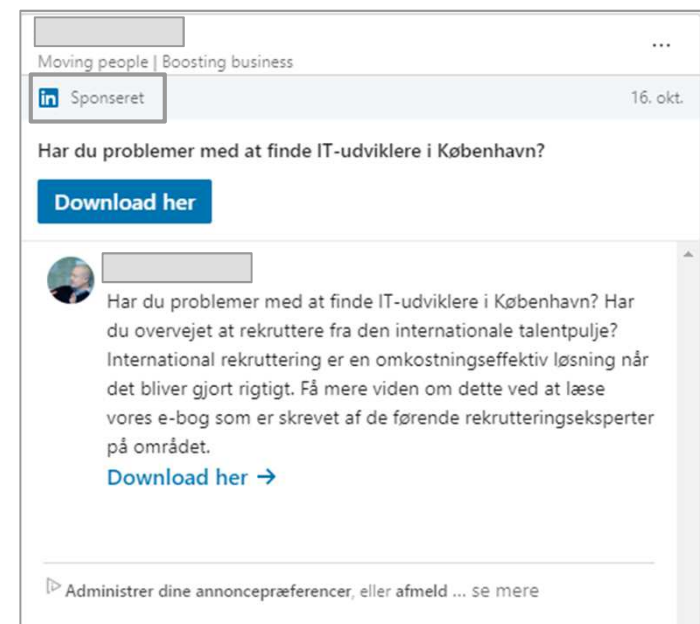 ...
Moving people | Boosting business
in Sponseret 16. okt.
Har du problemer med at finde IT-udviklere i København?
Download her
Har du problemer med at finde IT-udviklere i København? Har
du overvejet at rekruttere fra den internationale talentpulje?
International rekruttering er en omkostningseffektiv løsning når
det bliver gjort rigtigt. Få mere viden om dette ved at læse
vores e-bog som er skrevet af de førende rekrutteringseksperter
på området.
Download her →
Administrer dine annoncepræferencer, eller afmeld ... se mere